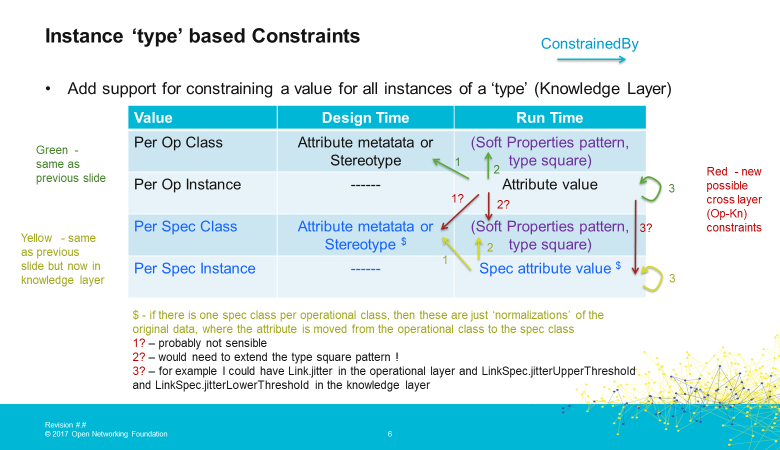 Instance ‘type’ based Constraints
ConstrainedBy
• Add support for constraining a value for all instances of a ‘type’ (Knowledge Layer)
Value Design Time Run Time
Green -
same as
previous slide
Per Op Class Attribute metatata or (Soft Properties pattern,
Stereotype type square)
1
2
Per Op Instance ------ Attribute value
3
Red - new
possible
cross layer
(Op-Kn)
constraints
1?
2?
3?
Yellow - same
as previous
slide but now in
knowledge layer
Per Spec Class Attribute metatata or (Soft Properties pattern,
Stereotype $ type square)
1
2
Per Spec Instance ------ Spec attribute value $
3
$ - if there is one spec class per operational class, then these are just ‘normalizations’ of the
original data, where the attribute is moved from the operational class to the spec class
1? – probably not sensible
2? – would need to extend the type square pattern !
3? – for example I could have Link.jitter in the operational layer and LinkSpec.jitterUpperThreshold
and LinkSpec.jitterLowerThreshold in the knowledge layer
Revision #.#
© 2017 Open Networking Foundation
6